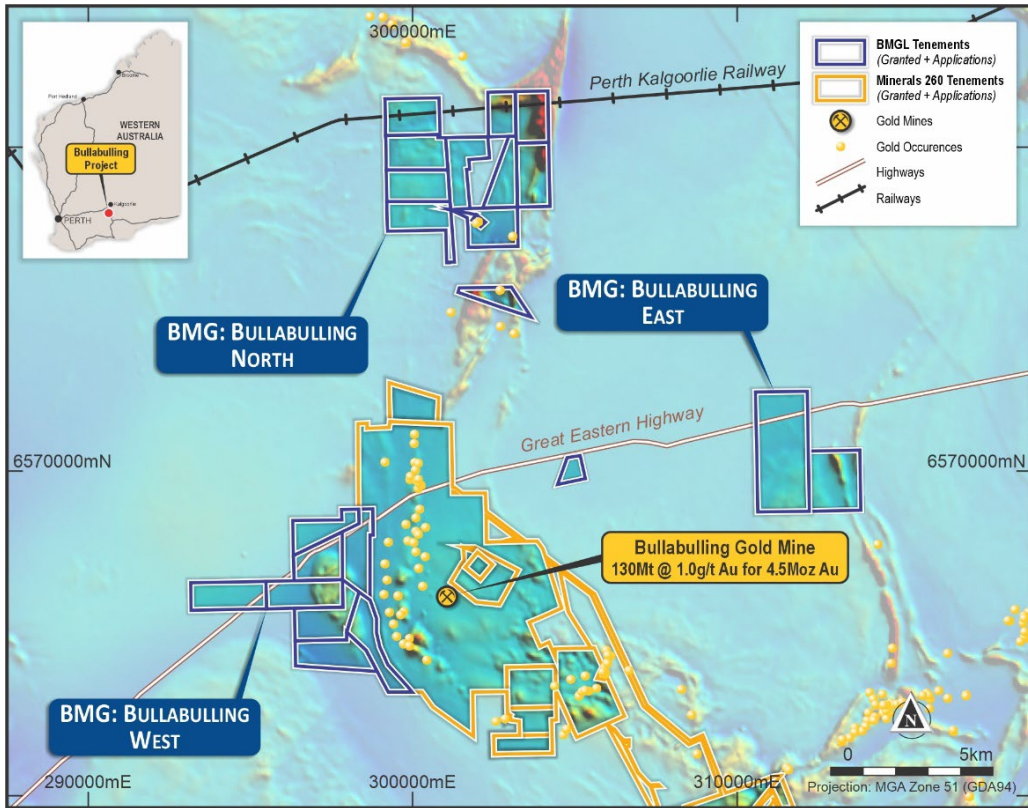 300000mE
Perth Kalgoorlie Railway
Broome
Port Hedland
WESTERN
AUSTRALIA
Bullabulling
Project
Kalgoorlie
PERTH
BMGL Tenements
(Granted + Applications)
Minerals 260 Tenements
(Granted + Applications)
Gold Mines
Gold Occurences
Highways
Railways
BMG: BULLABULLING
NORTH
BMG: BULLABULLING
EAST
Great Eastern Highway
6570000mN
6570000mN
Bullabulling Gold Mine
130Mt @ 1.0g/t Au for 4.5Moz Au
BMG: BULLABULLING
WEST
N
0 5km
290000mE
300000mE
310000mE
Projection: MGA Zone 51 (GDA94)